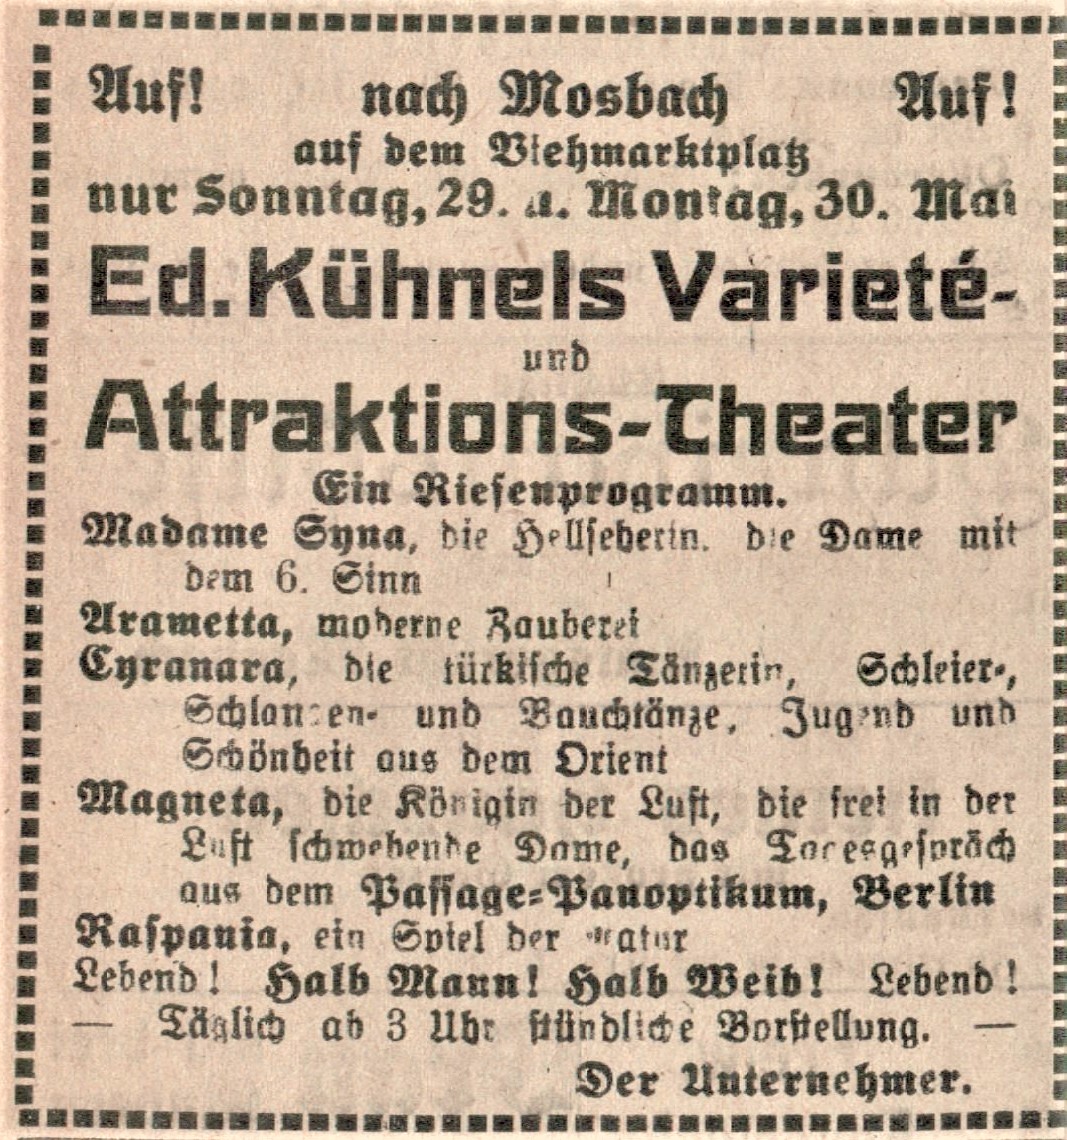 Auf! nach Mosbach Auf!
auf dem Viehmarktplatz
nur Sonntag, 29. u. Montag, 30. Mai
Ed. Kühnels Varieté-
und
Attraktions-Theater
Ein Riesenprogramm.
Madame Syna, die Hellseherin, die Dame mit
dem 6. Sinn
Arametta, moderne Zauberei
Cyranara, die türkische Tänzerin, Schleier-,
Schlangen- und Bauchtänze, Jugend und
Schönheit aus dem Orient
Magneta, die Königin der Luft, die frei in der
Luft schwebende Dame, das Tagesgespräch
aus dem Passage-Panoptikum, Berlin
Raspania, ein Spiel der Natur
Lebend! Halb Mann! Halb Weib! Lebend!
— Täglich ab 3 Uhr stündliche Vorstellung. —
Der Unternehmer.